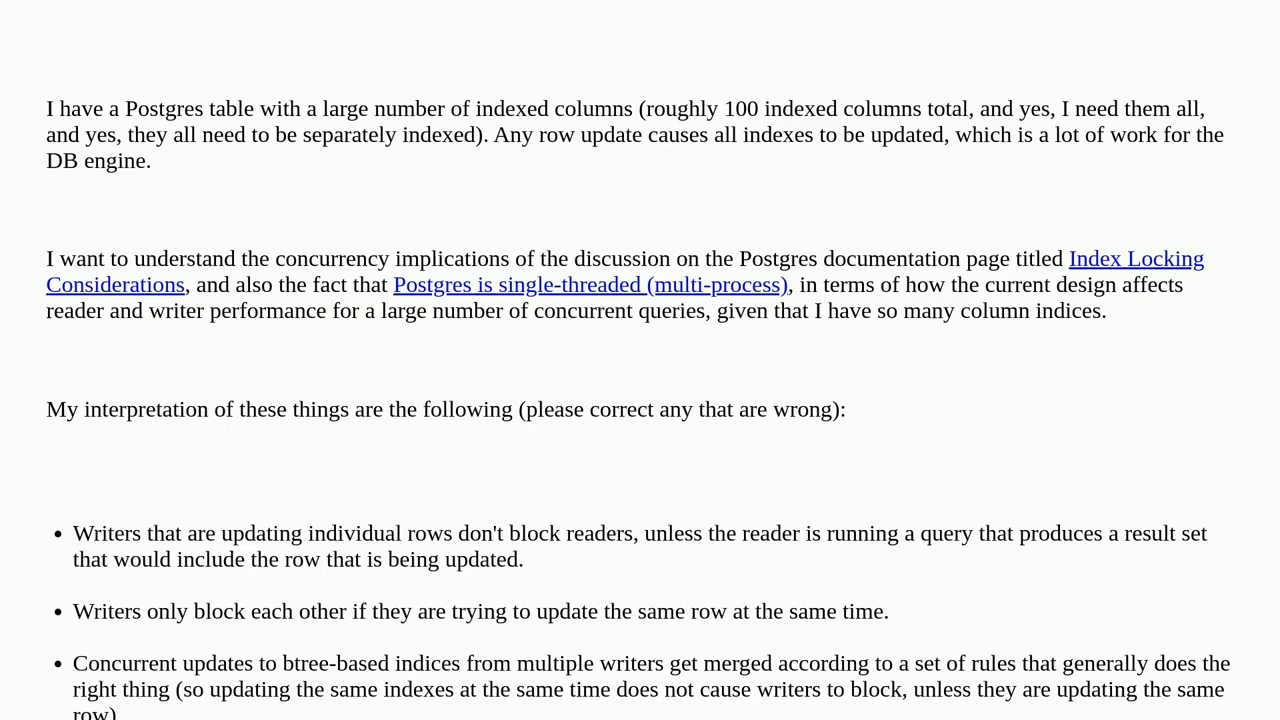 I have a Postgres table with a large number of indexed columns (roughly 100 indexed columns total, and yes, I need them all,
and yes, they all need to be separately indexed). Any row update causes all indexes to be updated, which is a lot of work for the
DB engine.
I want to understand the concurrency implications of the discussion on the Postgres documentation page titled Index Locking
Considerations, and also the fact that Postgres is single-threaded (multi-process), in terms of how the current design affects
reader and writer performance for a large number of concurrent queries, given that I have so many column indices.
My interpretation of these things are the following (please correct any that are wrong):
• Writers that are updating individual rows don't block readers, unless the reader is running a query that produces a result set
that would include the row that is being updated.
• Writers only block each other if they are trying to update the same row at the same time.
• Concurrent updates to btree-based indices from multiple writers get merged according to a set of rules that generally does the
right thing (so updating the same indexes at the same time does not cause writers to block, unless they are updating the same
row)